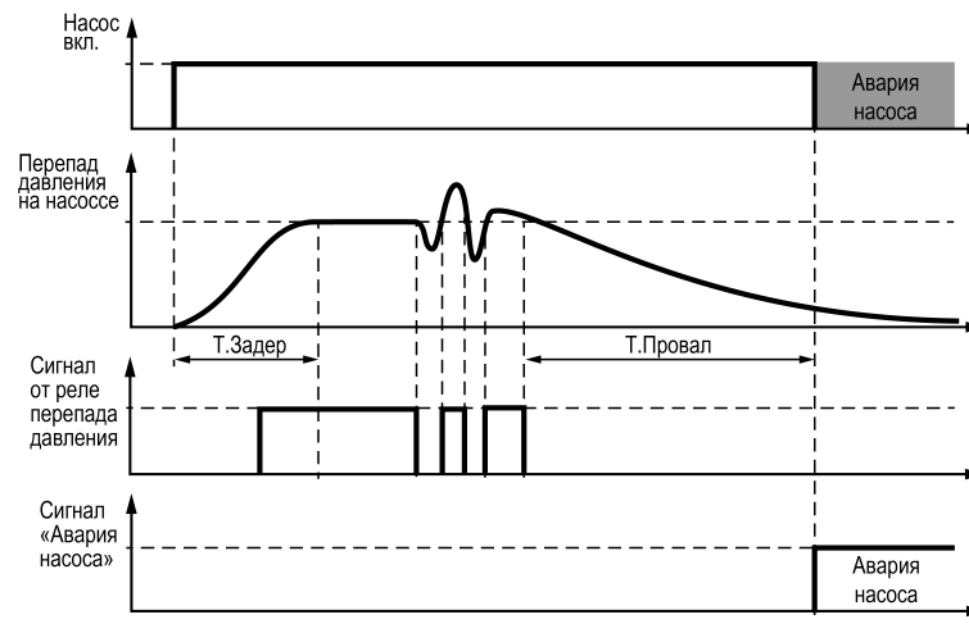 Насос
вкл.
Авария
насоса
Перепад
давления
на насоссе
Т.Задер
Т.Провал
Сигнал
от реле
перепада
давления
Сигнал
«Авария
насоса»
Авария
насоса